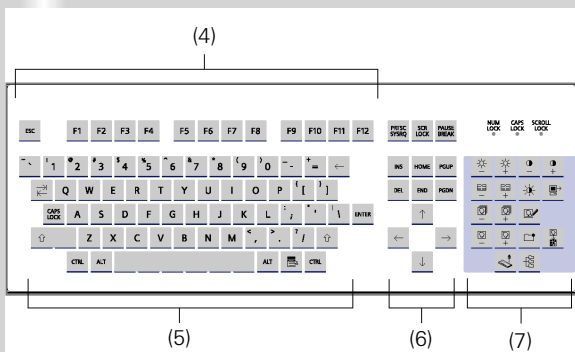 (4)
ESC F1 F2 F3 F4 F5 F6 F7 F8 F9 F10 F11 F12 PRTSC SYSRQ SCR LOCK PAUSE BREAK NUM LOCK CAPS LOCK SCROLL LOCK
~ ` ! 1 @ 2 # 3 $ 4 % 5 ^ 6 & 7 * 8 ( 9 ) 0 _ - + = ← INS HOME PGUP − + − +
Q W E R T Y U I O P { [ } ] DEL END PGDN − +
CAPS LOCK A S D F G H J K L : ; " ' | \ ENTER ↑ − +
⇧ Z X C V B N M < , > . ? / ⇧ ← → − +
CTRL ALT ALT CTRL ↓
(5) (6) (7)